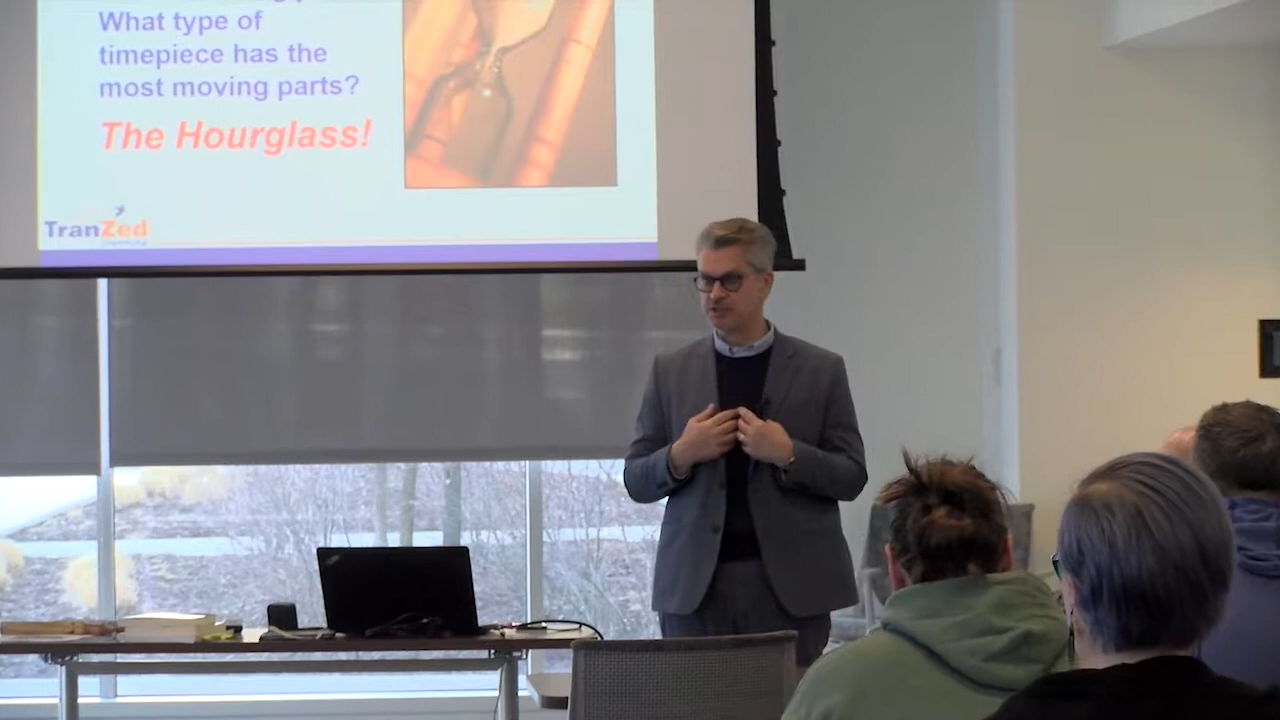 What type of
timepiece has the
most moving parts?
The Hourglass!
TranZed